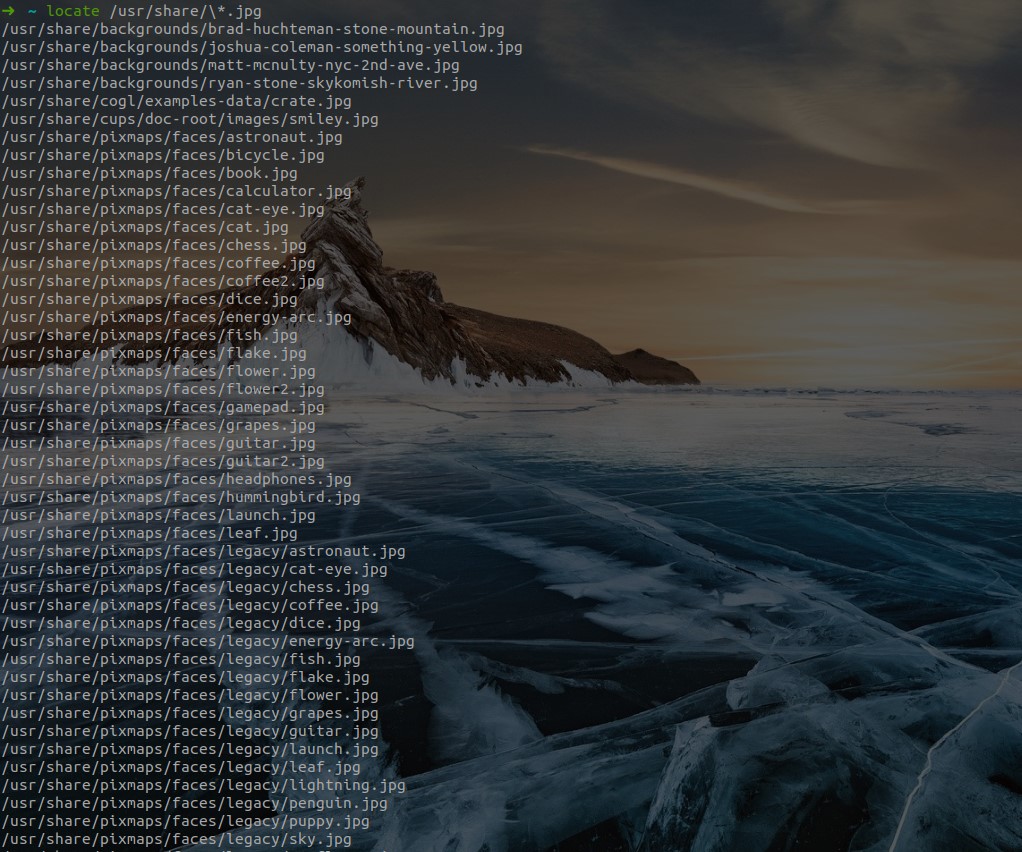 ➜ ~ locate /usr/share/\*.jpg
/usr/share/backgrounds/brad-huchteman-stone-mountain.jpg
/usr/share/backgrounds/joshua-coleman-something-yellow.jpg
/usr/share/backgrounds/matt-mcnulty-nyc-2nd-ave.jpg
/usr/share/backgrounds/ryan-stone-skykomish-river.jpg
/usr/share/cogl/examples-data/crate.jpg
/usr/share/cups/doc-root/images/smiley.jpg
/usr/share/pixmaps/faces/astronaut.jpg
/usr/share/pixmaps/faces/bicycle.jpg
/usr/share/pixmaps/faces/book.jpg
/usr/share/pixmaps/faces/calculator.jpg
/usr/share/pixmaps/faces/cat-eye.jpg
/usr/share/pixmaps/faces/cat.jpg
/usr/share/pixmaps/faces/chess.jpg
/usr/share/pixmaps/faces/coffee.jpg
/usr/share/pixmaps/faces/coffee2.jpg
/usr/share/pixmaps/faces/dice.jpg
/usr/share/pixmaps/faces/energy-arc.jpg
/usr/share/pixmaps/faces/fish.jpg
/usr/share/pixmaps/faces/flake.jpg
/usr/share/pixmaps/faces/flower.jpg
/usr/share/pixmaps/faces/flower2.jpg
/usr/share/pixmaps/faces/gamepad.jpg
/usr/share/pixmaps/faces/grapes.jpg
/usr/share/pixmaps/faces/guitar.jpg
/usr/share/pixmaps/faces/guitar2.jpg
/usr/share/pixmaps/faces/headphones.jpg
/usr/share/pixmaps/faces/hummingbird.jpg
/usr/share/pixmaps/faces/launch.jpg
/usr/share/pixmaps/faces/leaf.jpg
/usr/share/pixmaps/faces/legacy/astronaut.jpg
/usr/share/pixmaps/faces/legacy/cat-eye.jpg
/usr/share/pixmaps/faces/legacy/chess.jpg
/usr/share/pixmaps/faces/legacy/coffee.jpg
/usr/share/pixmaps/faces/legacy/dice.jpg
/usr/share/pixmaps/faces/legacy/energy-arc.jpg
/usr/share/pixmaps/faces/legacy/fish.jpg
/usr/share/pixmaps/faces/legacy/flake.jpg
/usr/share/pixmaps/faces/legacy/flower.jpg
/usr/share/pixmaps/faces/legacy/grapes.jpg
/usr/share/pixmaps/faces/legacy/guitar.jpg
/usr/share/pixmaps/faces/legacy/launch.jpg
/usr/share/pixmaps/faces/legacy/leaf.jpg
/usr/share/pixmaps/faces/legacy/lightning.jpg
/usr/share/pixmaps/faces/legacy/penguin.jpg
/usr/share/pixmaps/faces/legacy/puppy.jpg
/usr/share/pixmaps/faces/legacy/sky.jpg